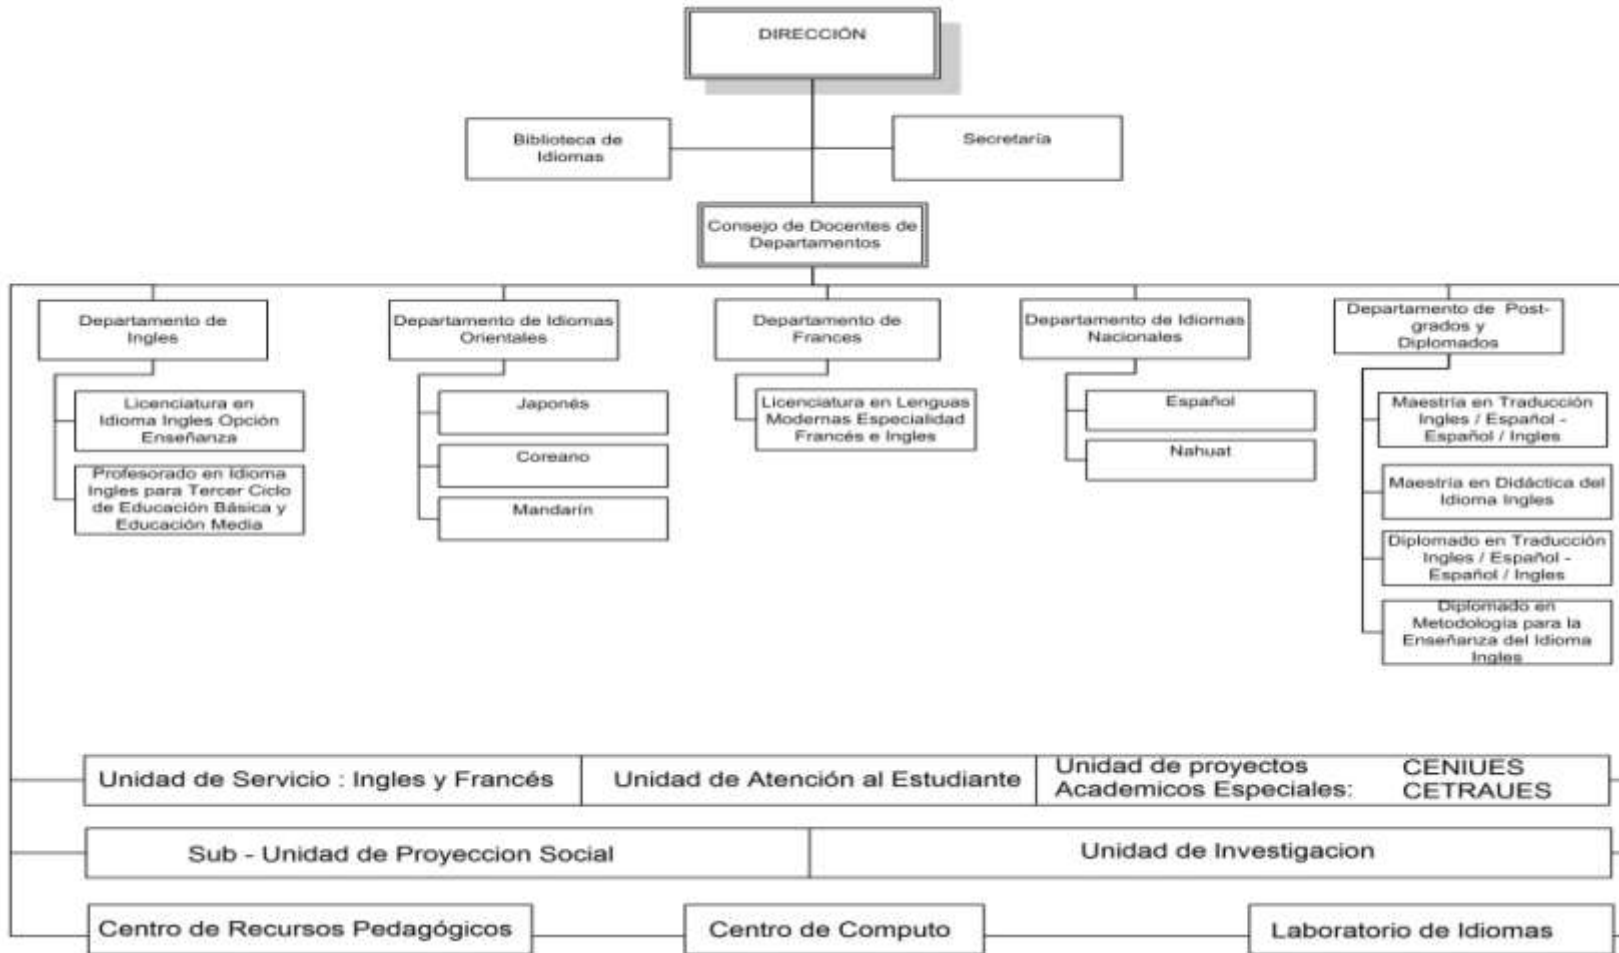 DIRECCIÓN
Biblioteca de
Idiomas
Secretaría
Consejo de Docentes de
Departamentos
Departamento de
Ingles
Licenciatura en
Idioma Ingles Opción
Enseñanza
Profesorado en Idioma
Ingles para Tercer Ciclo
de Educación Básica y
Educación Media
Departamento de Idiomas
Orientales
Japonés
Coreano
Mandarín
Departamento de
Frances
Licenciatura en Lenguas
Modernas Especialidad
Francés e Ingles
Departamento de Idiomas
Nacionales
Español
Nahuat
Departamento de Post-
grados y
Diplomados
Maestría en Traducción
Ingles / Español -
Español / Ingles
Maestría en Didáctica del
Idioma Ingles
Diplomado en Traducción
Ingles / Español -
Español / Ingles
Diplomado en
Metodología para la
Enseñanza del Idioma
Ingles
Unidad de Servicio : Ingles y Francés
Unidad de Atención al Estudiante
Unidad de proyectos
Academicos Especiales:
CENIUES
CETRAUES
Sub - Unidad de Proyeccion Social
Unidad de Investigacion
Centro de Recursos Pedagógicos
Centro de Computo
Laboratorio de Idiomas